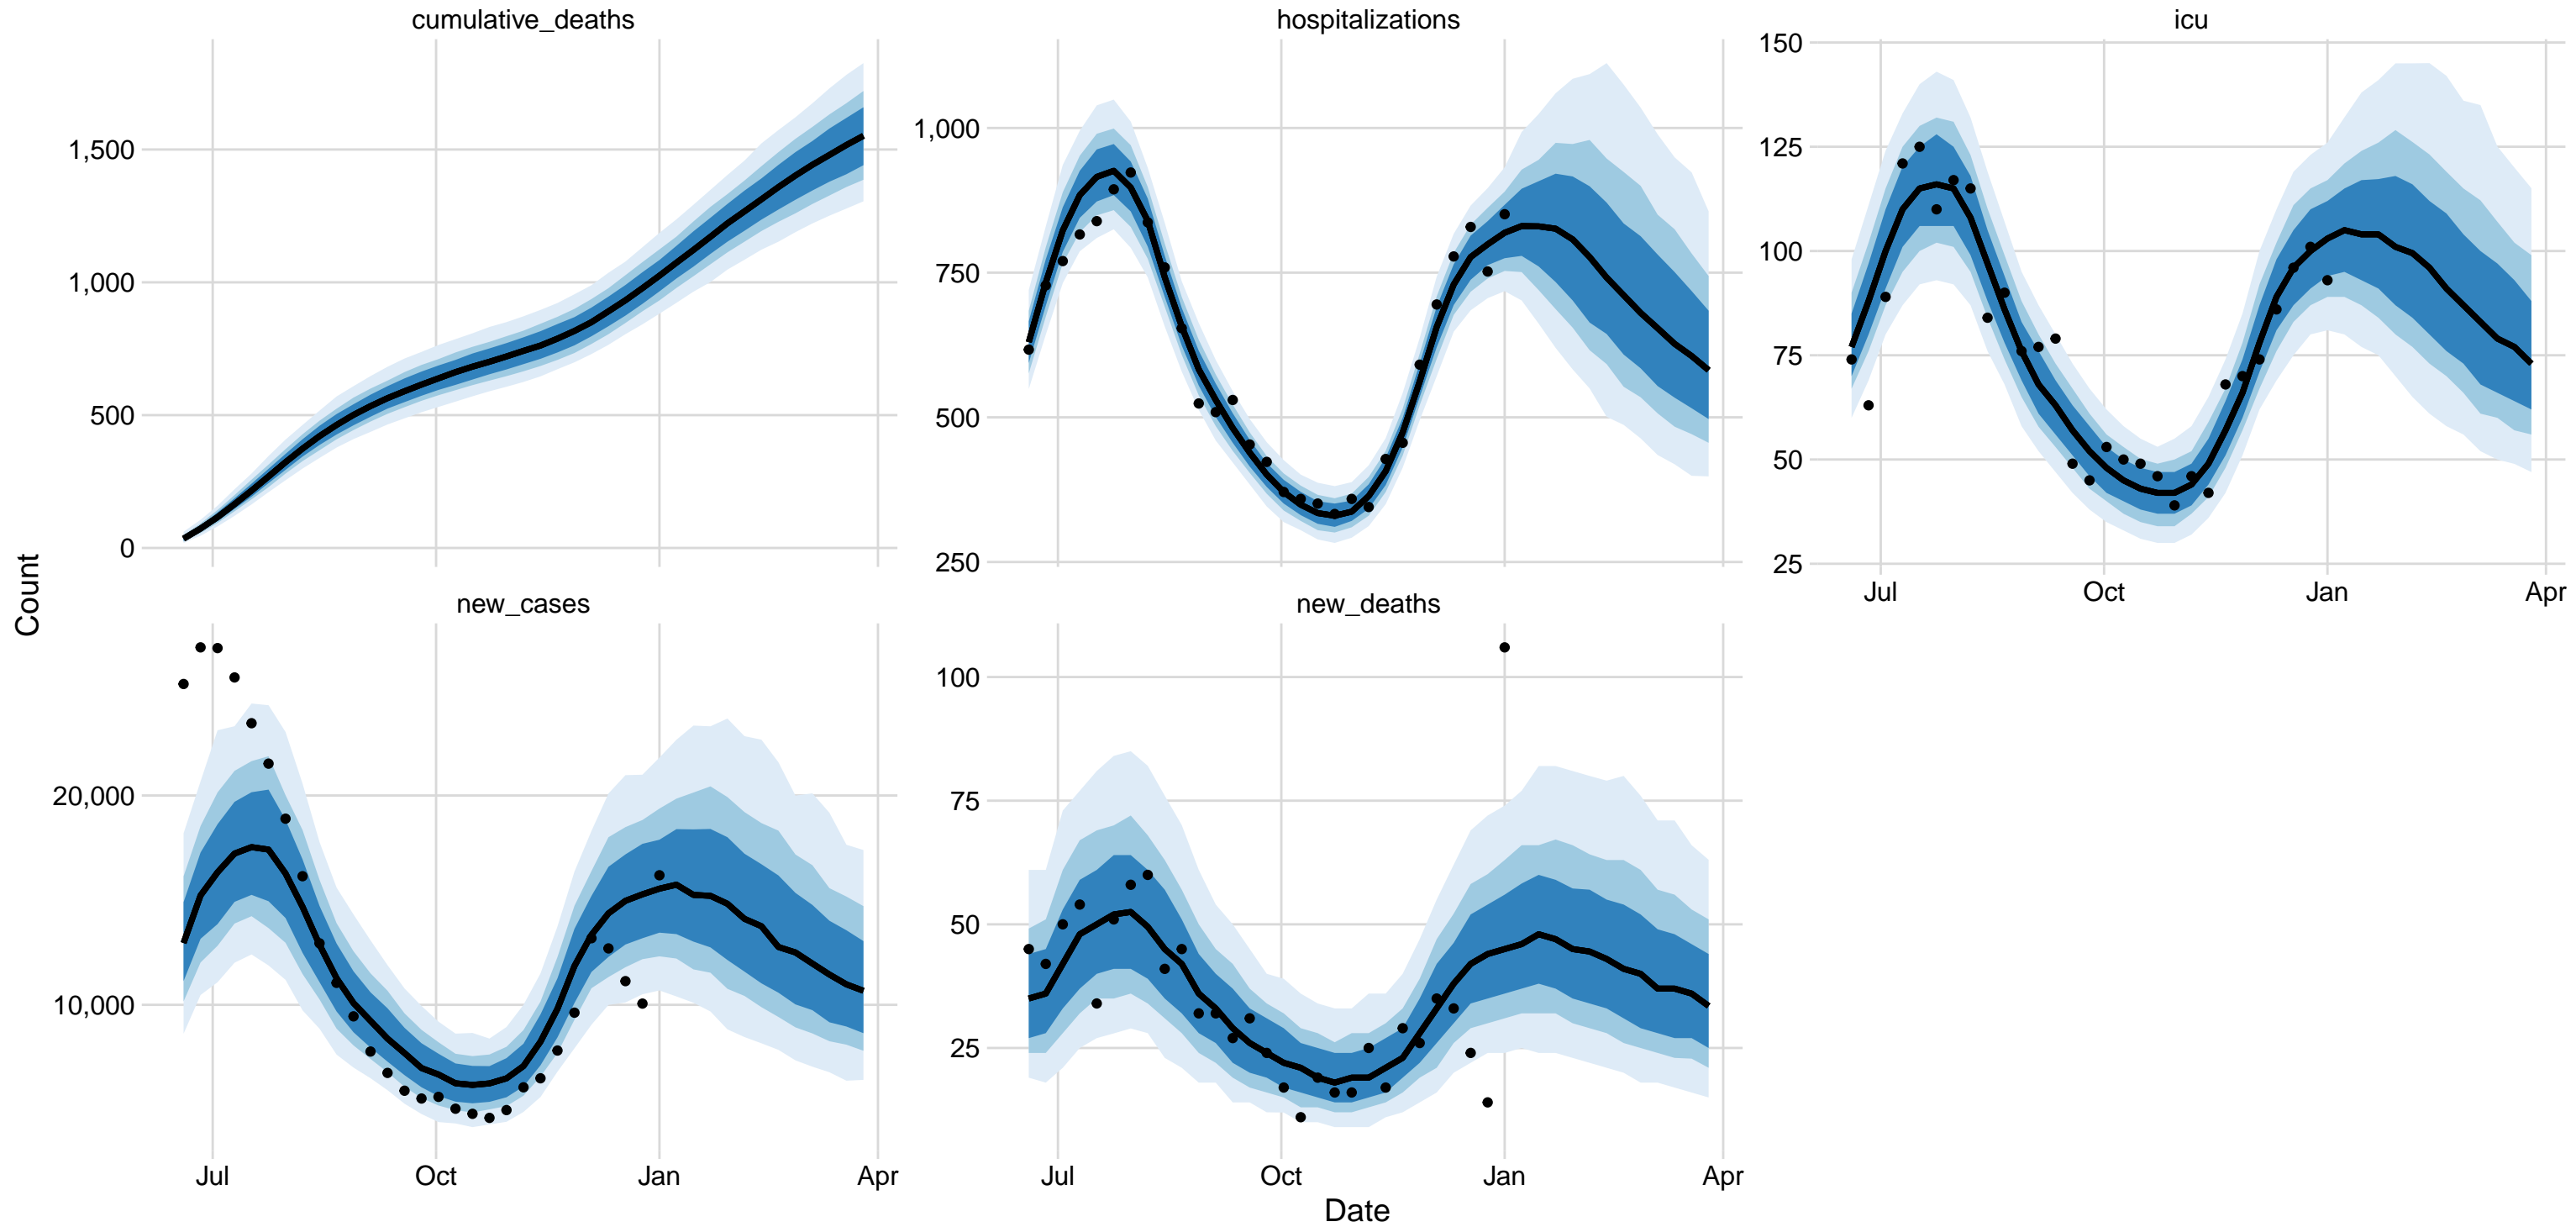 cumulative_deaths
hospitalizations
icu
1,500
1,000
500
0
1,000
750
500
250
150
125
100
75
50
25
Jul Oct Jan Apr
Count
new_cases
new_deaths
20,000
10,000
Jul Oct Jan Apr
100
75
50
25
Jul Oct Jan Apr
Date